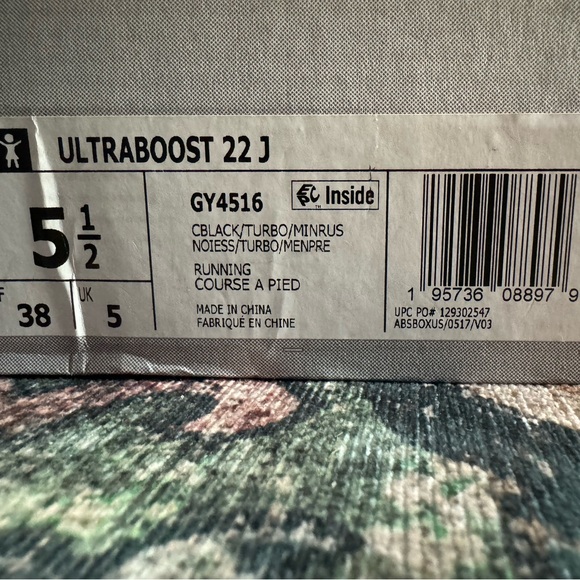 ULTRABOOST 22 J
5 1/2
F
38
UK
5
GY4516
Inside
™
CBLACK/TURBO/MINRUS
NOIESS/TURBO/MENPRE
RUNNING
COURSE A PIED
MADE IN CHINA
FABRIQUÉ EN CHINE
1 95736 08897 9
UPC PO# 129302547
ABSBOXUS/0517/V03